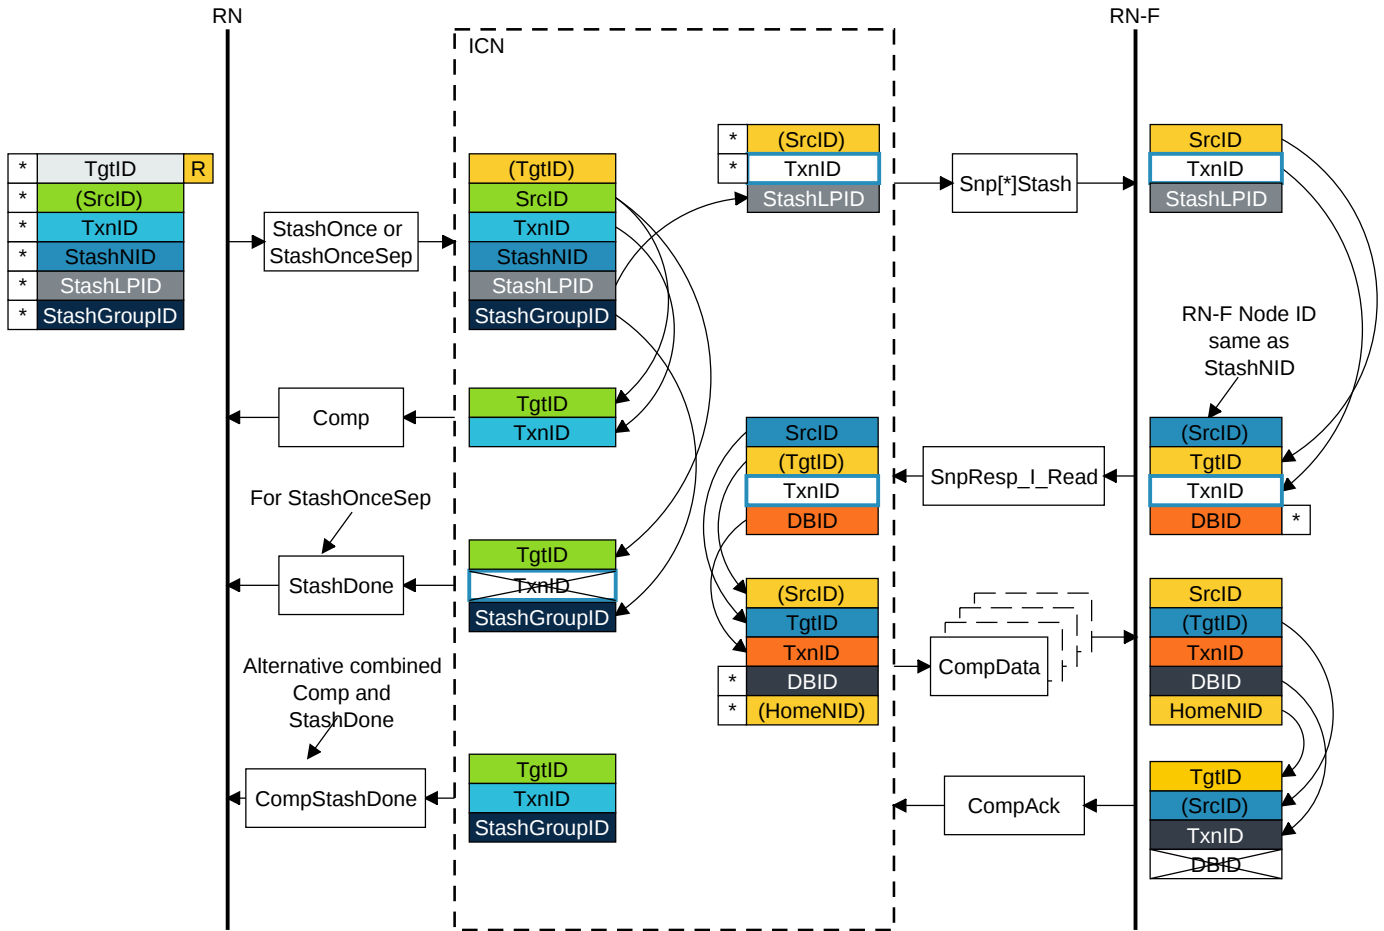 RN
RN-F
ICN
* TgtID R
* (SrcID)
* TxnID
* StashNID
* StashLPID
* StashGroupID
StashOnce or
StashOnceSep
(TgtID)
SrcID
TxnID
StashNID
StashLPID
StashGroupID
* (SrcID)
* TxnID
StashLPID
Snp[*]Stash
SrcID
TxnID
StashLPID
RN-F Node ID
same as
StashNID
Comp
TgtID
TxnID
SrcID
(TgtID)
TxnID
DBID
SnpResp_I_Read
(SrcID)
TgtID
TxnID
DBID *
For StashOnceSep
StashDone
TgtID
TxnID
StashGroupID
(SrcID)
TgtID
TxnID
* DBID
* (HomeNID)
CompData
SrcID
(TgtID)
TxnID
DBID
HomeNID
Alternative combined
Comp and
StashDone
CompStashDone
TgtID
TxnID
StashGroupID
CompAck
TgtID
(SrcID)
TxnID
DBID